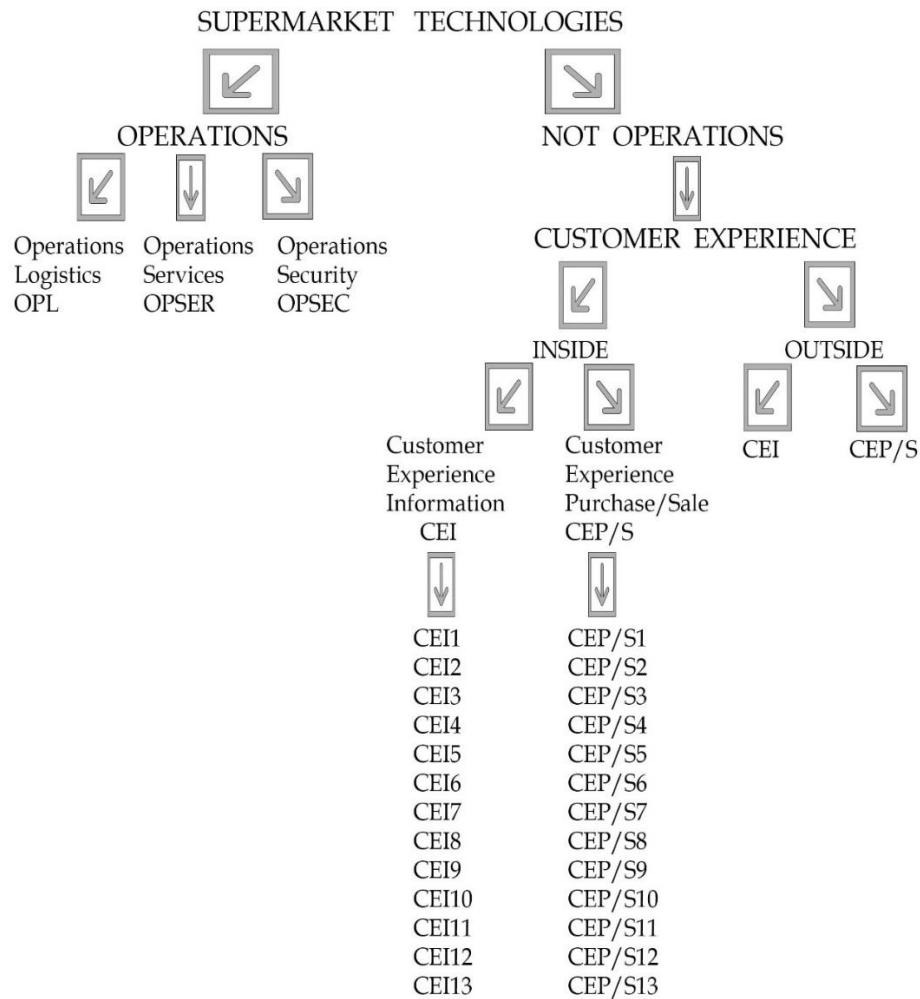 SUPERMARKET TECHNOLOGIES
OPERATIONS
NOT OPERATIONS
Operations
Logistics
OPL
Operations
Services
OPSER
Operations
Security
OPSEC
CUSTOMER EXPERIENCE
INSIDE
OUTSIDE
Customer
Experience
Information
CEI
Customer
Experience
Purchase/Sale
CEP/S
CEI
CEP/S
CEI1
CEI2
CEI3
CEI4
CEI5
CEI6
CEI7
CEI8
CEI9
CEI10
CEI11
CEI12
CEI13
CEP/S1
CEP/S2
CEP/S3
CEP/S4
CEP/S5
CEP/S6
CEP/S7
CEP/S8
CEP/S9
CEP/S10
CEP/S11
CEP/S12
CEP/S13